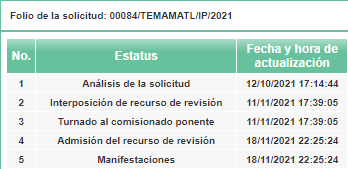 Folio de la solicitud: 00084/TEMAMATL/IP/2021
No. Estatus Fecha y hora de actualización
1 Análisis de la solicitud 12/10/2021 17:14:44
2 Interposición de recurso de revisión 11/11/2021 17:39:05
3 Turnado al comisionado ponente 11/11/2021 17:39:05
4 Admisión del recurso de revisión 18/11/2021 22:25:24
5 Manifestaciones 18/11/2021 22:25:24